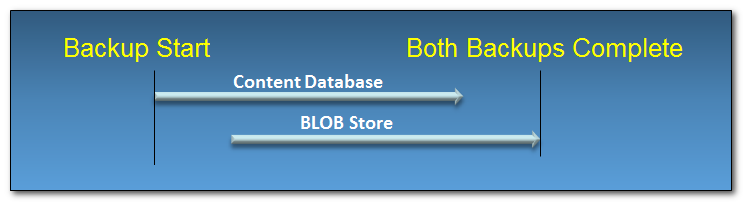 Backup Start
Both Backups Complete
Content Database
BLOB Store